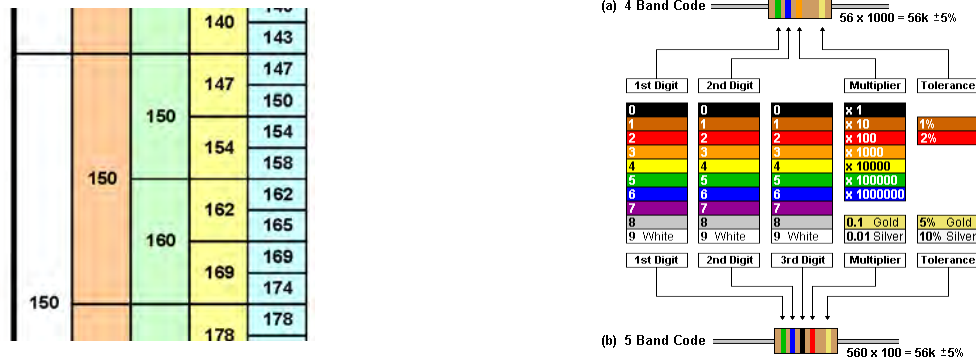 140
140
143
147
147
150
150
154
154
158
150
162
162
165
160
169
169
174
150
178
178
(a) 4 Band Code
56 x 1000 = 56k ±5%
1st Digit 2nd Digit Multiplier Tolerance
0 0 0 x 1
1 1 1 x 10 1%
2 2 2 x 100 2%
3 3 3 x 1000
4 4 4 x 10000
5 5 5 x 100000
6 6 6 x 1000000
7 7 7
8 8 8 0.1 Gold 5% Gold
9 White 9 White 9 White 0.01 Silver 10% Silver
1st Digit 2nd Digit 3rd Digit Multiplier Tolerance
(b) 5 Band Code
560 x 100 = 56k ±5%